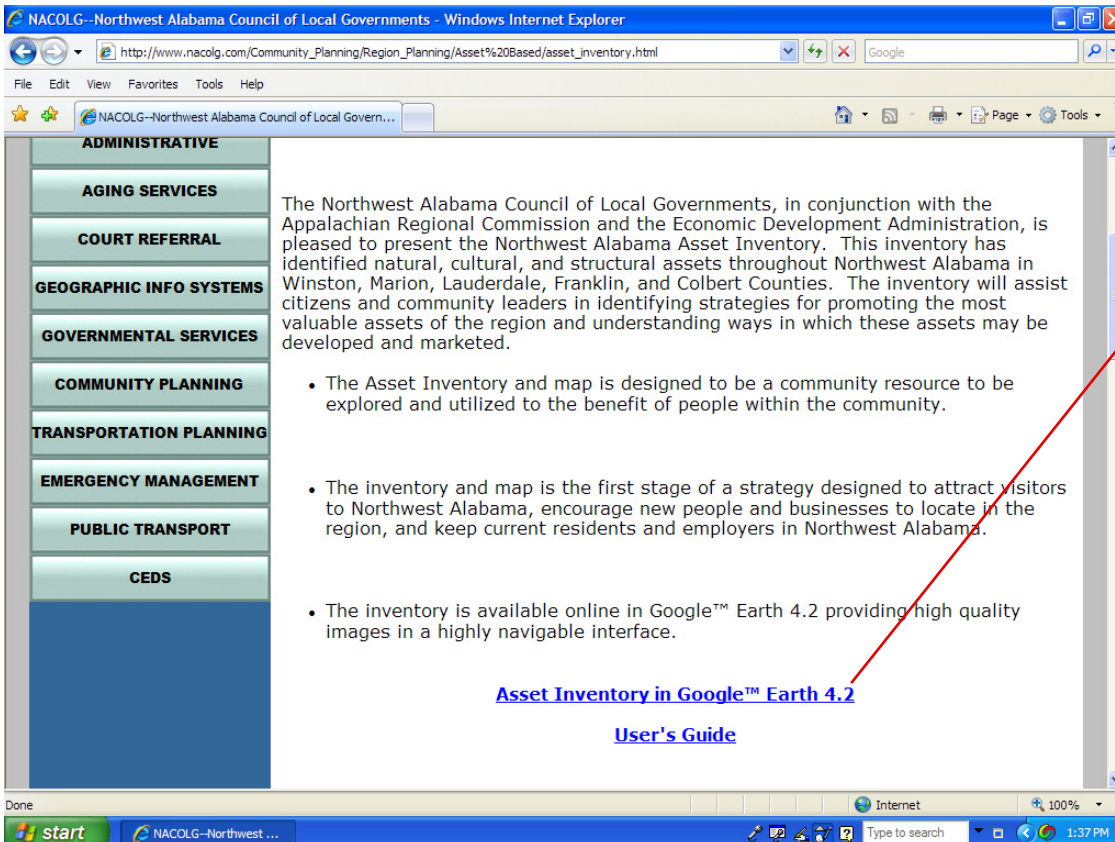 NACOLG--Northwest Alabama Council of Local Governments - Windows Internet Explorer
http://www.nacolg.com/Community_Planning/Region_Planning/Asset%20Based/asset_inventory.html
Google
File Edit View Favorites Tools Help
NACOLG--Northwest Alabama Council of Local Govern...
Page
Tools
ADMINISTRATIVE
AGING SERVICES
COURT REFERRAL
GEOGRAPHIC INFO SYSTEMS
GOVERNMENTAL SERVICES
COMMUNITY PLANNING
TRANSPORTATION PLANNING
EMERGENCY MANAGEMENT
PUBLIC TRANSPORT
CEDS
The Northwest Alabama Council of Local Governments, in conjunction with the
Appalachian Regional Commission and the Economic Development Administration, is
pleased to present the Northwest Alabama Asset Inventory. This inventory has
identified natural, cultural, and structural assets throughout Northwest Alabama in
Winston, Marion, Lauderdale, Franklin, and Colbert Counties. The inventory will assist
citizens and community leaders in identifying strategies for promoting the most
valuable assets of the region and understanding ways in which these assets may be
developed and marketed.
• The Asset Inventory and map is designed to be a community resource to be
explored and utilized to the benefit of people within the community.
• The inventory and map is the first stage of a strategy designed to attract visitors
to Northwest Alabama, encourage new people and businesses to locate in the
region, and keep current residents and employers in Northwest Alabama.
• The inventory is available online in Google™ Earth 4.2 providing high quality
images in a highly navigable interface.
Asset Inventory in Google™ Earth 4.2
User's Guide
Done
Internet
100%
start
NACOLG--Northwest ...
Type to search
1:37 PM